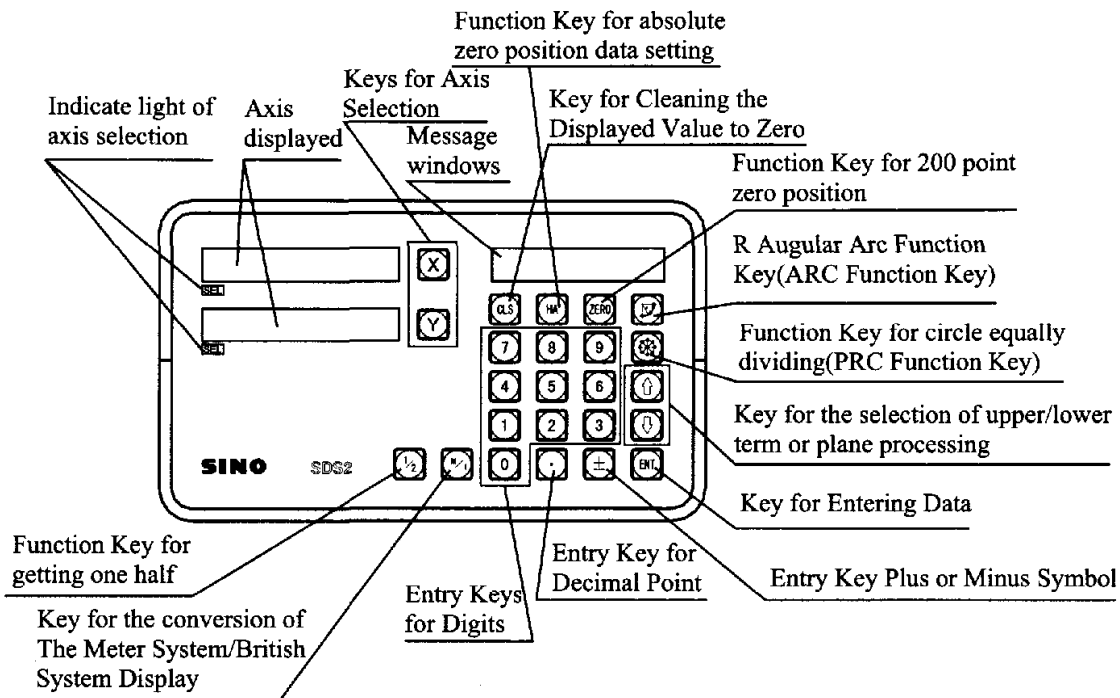 Function Key for absolute
zero position data setting
Keys for Axis
Selection
Key for Cleaning the
Displayed Value to Zero
Indicate light of
axis selection
Axis
displayed
Message
windows
Function Key for 200 point
zero position
R Augular Arc Function
Key(ARC Function Key)
Function Key for circle equally
dividing(PRC Function Key)
Key for the selection of upper/lower
term or plane processing
Key for Entering Data
X
SEL
Y
SEL
CLS HA ZERO
7 8 9
4 5 6
1 2 3
SINO SDS2 1/2 M/I 0 . ± ENT
Function Key for
getting one half
Key for the conversion of
The Meter System/British
System Display
Entry Keys
for Digits
Entry Key for
Decimal Point
Entry Key Plus or Minus Symbol